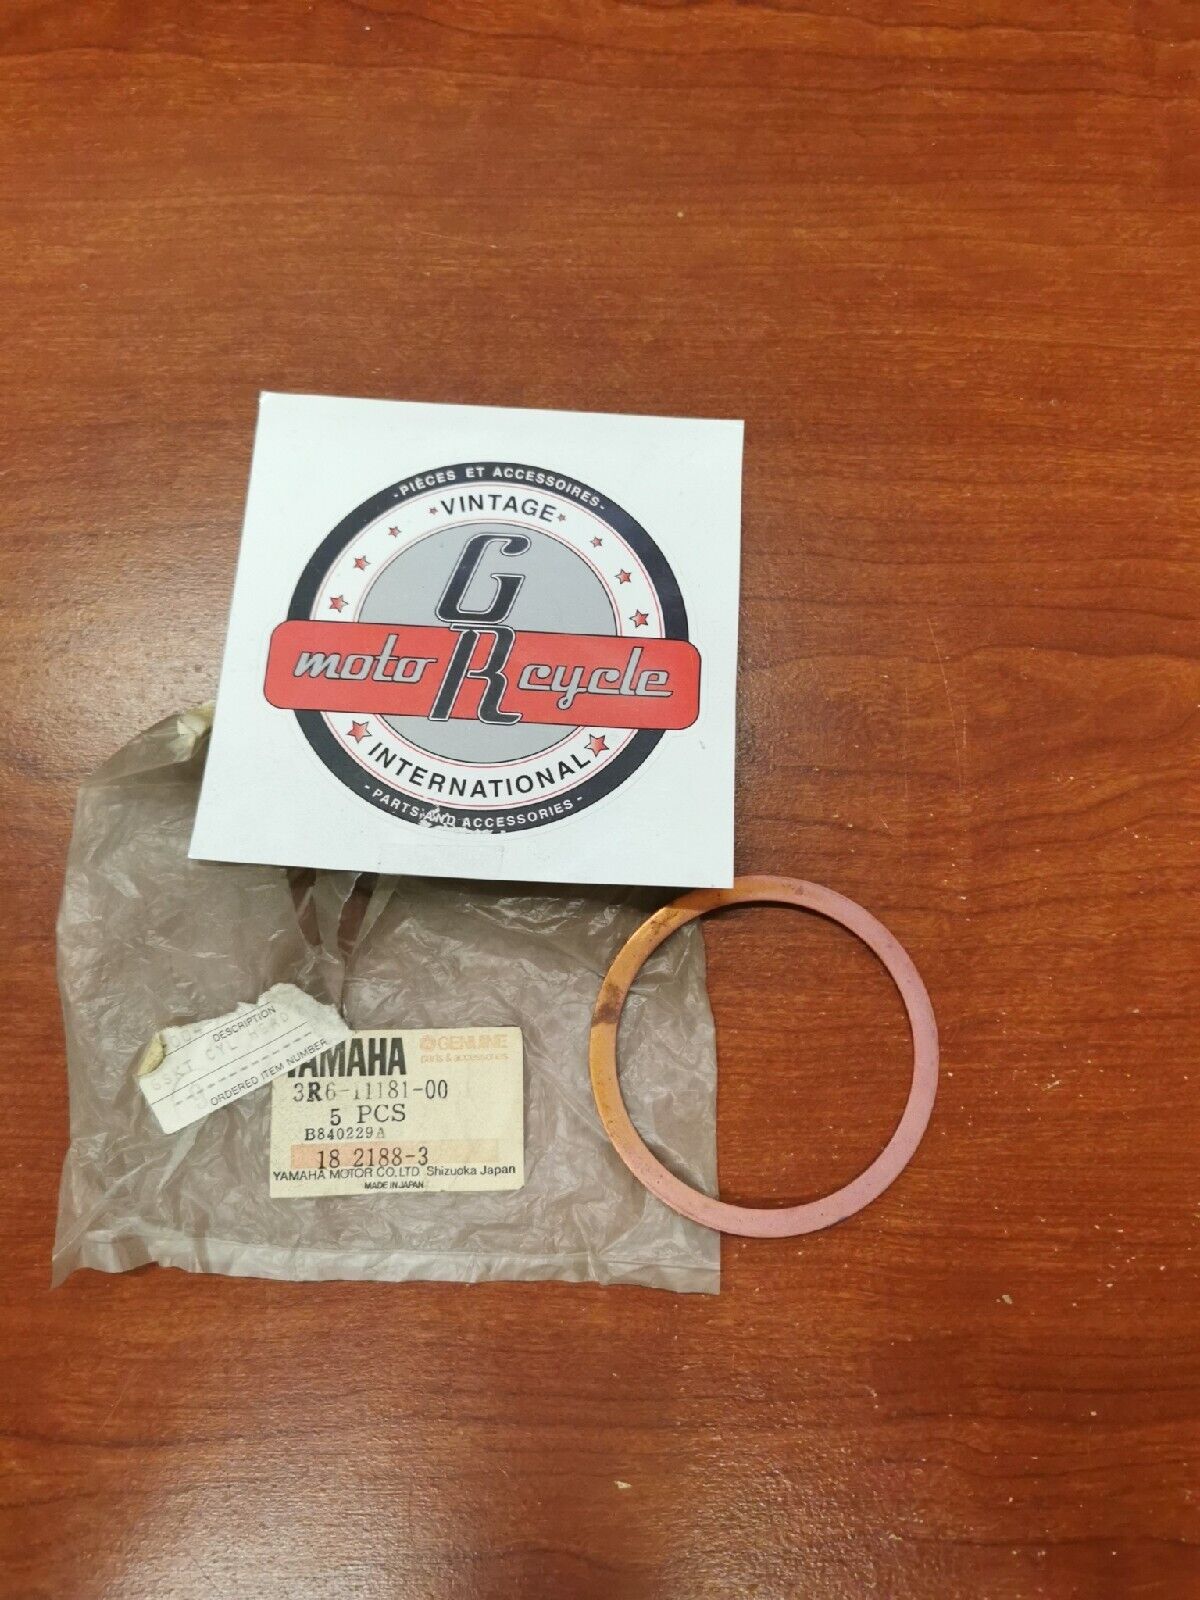 - PIÈCES ET ACCESSOIRES -
VINTAGE
G
moto R cycle
INTERNATIONAL
- PARTS AND ACCESSORIES -
DESCRIPTION
CYL
ORDERED ITEM NUMBER
YAMAHA
GENUINE
parts & accessories
3R6-11181-00
5 PCS
B840229A
18 2188-3
YAMAHA MOTOR CO.,LTD Shizuoka Japan
MADE IN JAPAN